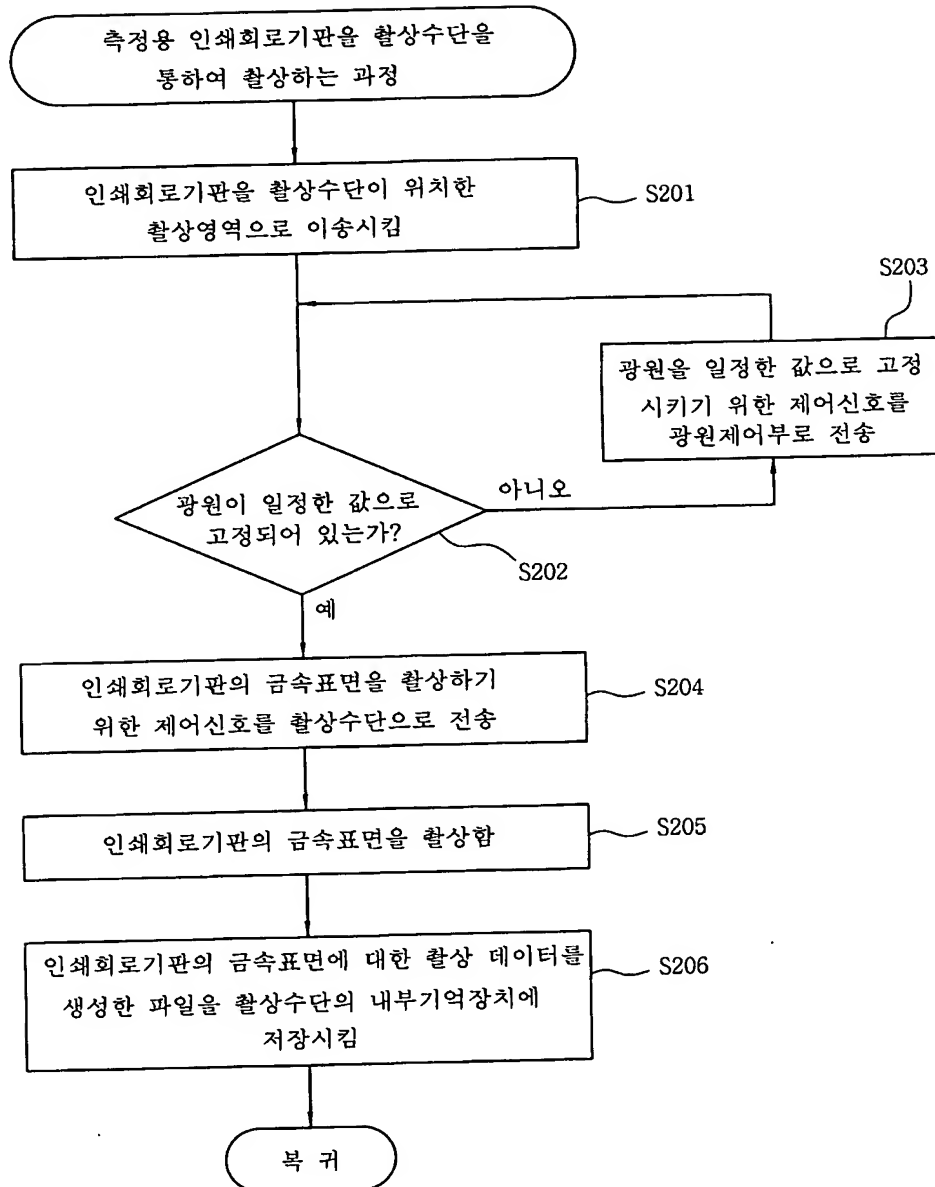 측정용 인쇄회로기판을 촬상수단을
통하여 촬상하는 과정
인쇄회로기판을 촬상수단이 위치한
촬상영역으로 이송시킴
S201
S203
광원을 일정한 값으로 고정
시키기 위한 제어신호를
광원제어부로 전송
광원이 일정한 값으로
고정되어 있는가?
아니오
S202
예
인쇄회로기판의 금속표면을 촬상하기
위한 제어신호를 촬상수단으로 전송
S204
인쇄회로기판의 금속표면을 촬상함
S205
인쇄회로기판의 금속표면에 대한 촬상 데이터를
생성한 파일을 촬상수단의 내부기억장치에
저장시킴
S206
복 귀